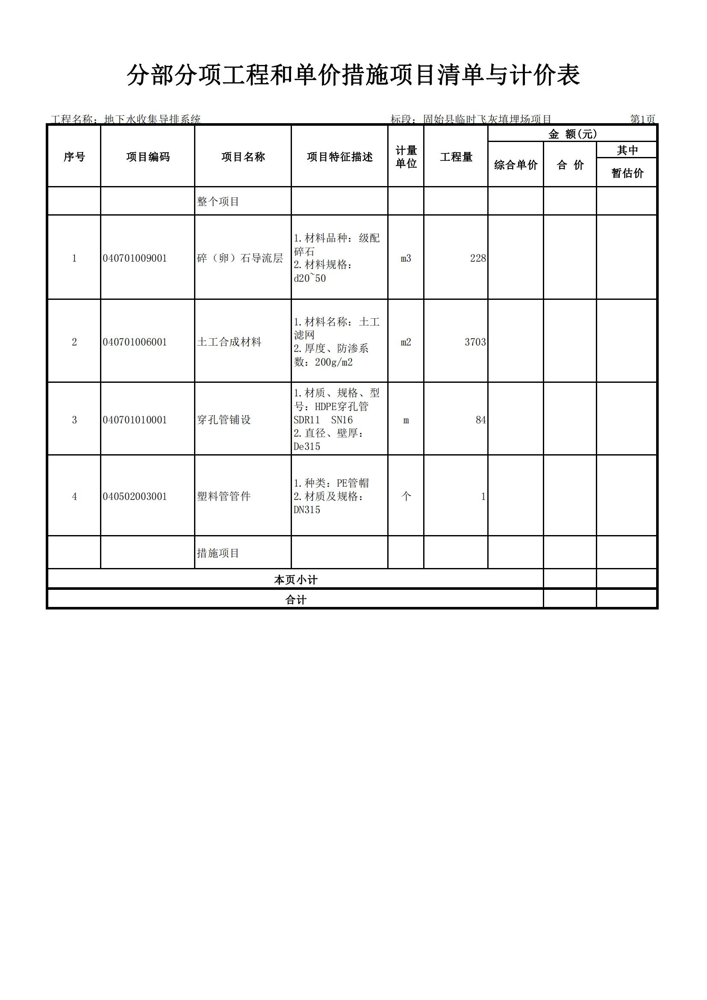 分部分项工程和单价措施项目清单与计价表
工程名称：地下水收集导排系统 标段：固始县临时飞灰填埋场项目 第1页
序号 项目编码 项目名称 项目特征描述 计量单位 工程量 金 额(元)
综合单价 合 价 其中
暂估价
整个项目
1 040701009001 碎（卵）石导流层 1.材料品种：级配
碎石
2.材料规格：
d20~50
m3 228
2 040701006001 土工合成材料 1.材料名称：土工
滤网
2.厚度、防渗系
数：200g/m2
m2 3703
3 040701010001 穿孔管铺设 1.材质、规格、型
号：HDPE穿孔管
SDR11 SN16
2.直径、壁厚：
De315
m 84
4 040502003001 塑料管管件 1.种类：PE管帽
2.材质及规格：
DN315
个 1
措施项目
本页小计
合计